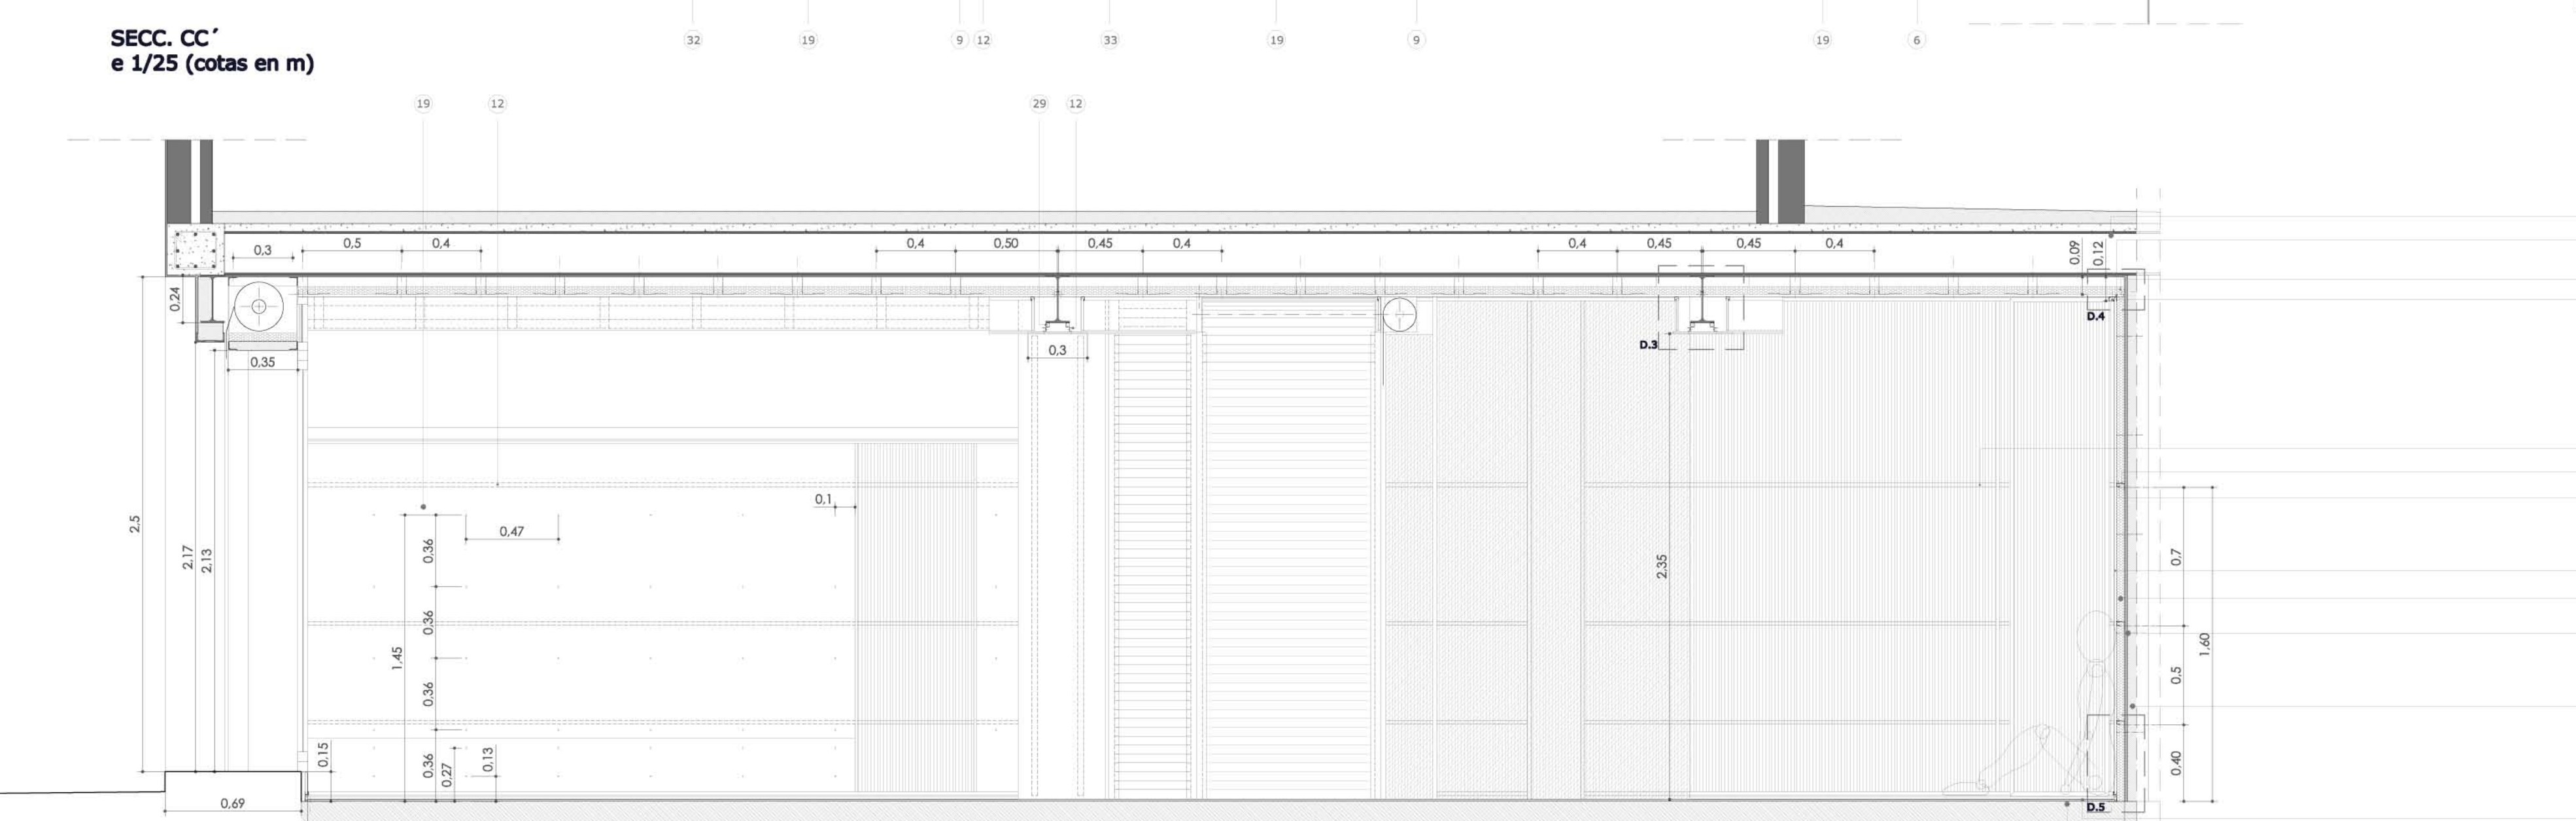 SECC. CC´
e 1/25 (cotas en m)
32 19 9 12 33 19 9 19 6
19 12 29 12
0,3 0,5 0,4 0,4 0,50 0,45 0,4 0,4 0,45 0,45 0,4 0,09 0,12
0,24
D.4
D.3
0,35 0,3
0,1
2,5 2,17 2,13 0,47 0,36 2,35 0,7
0,36
1,45 0,36 0,5 1,60
0,15 0,36 0,27 0,13 0,40
0,69 D.5